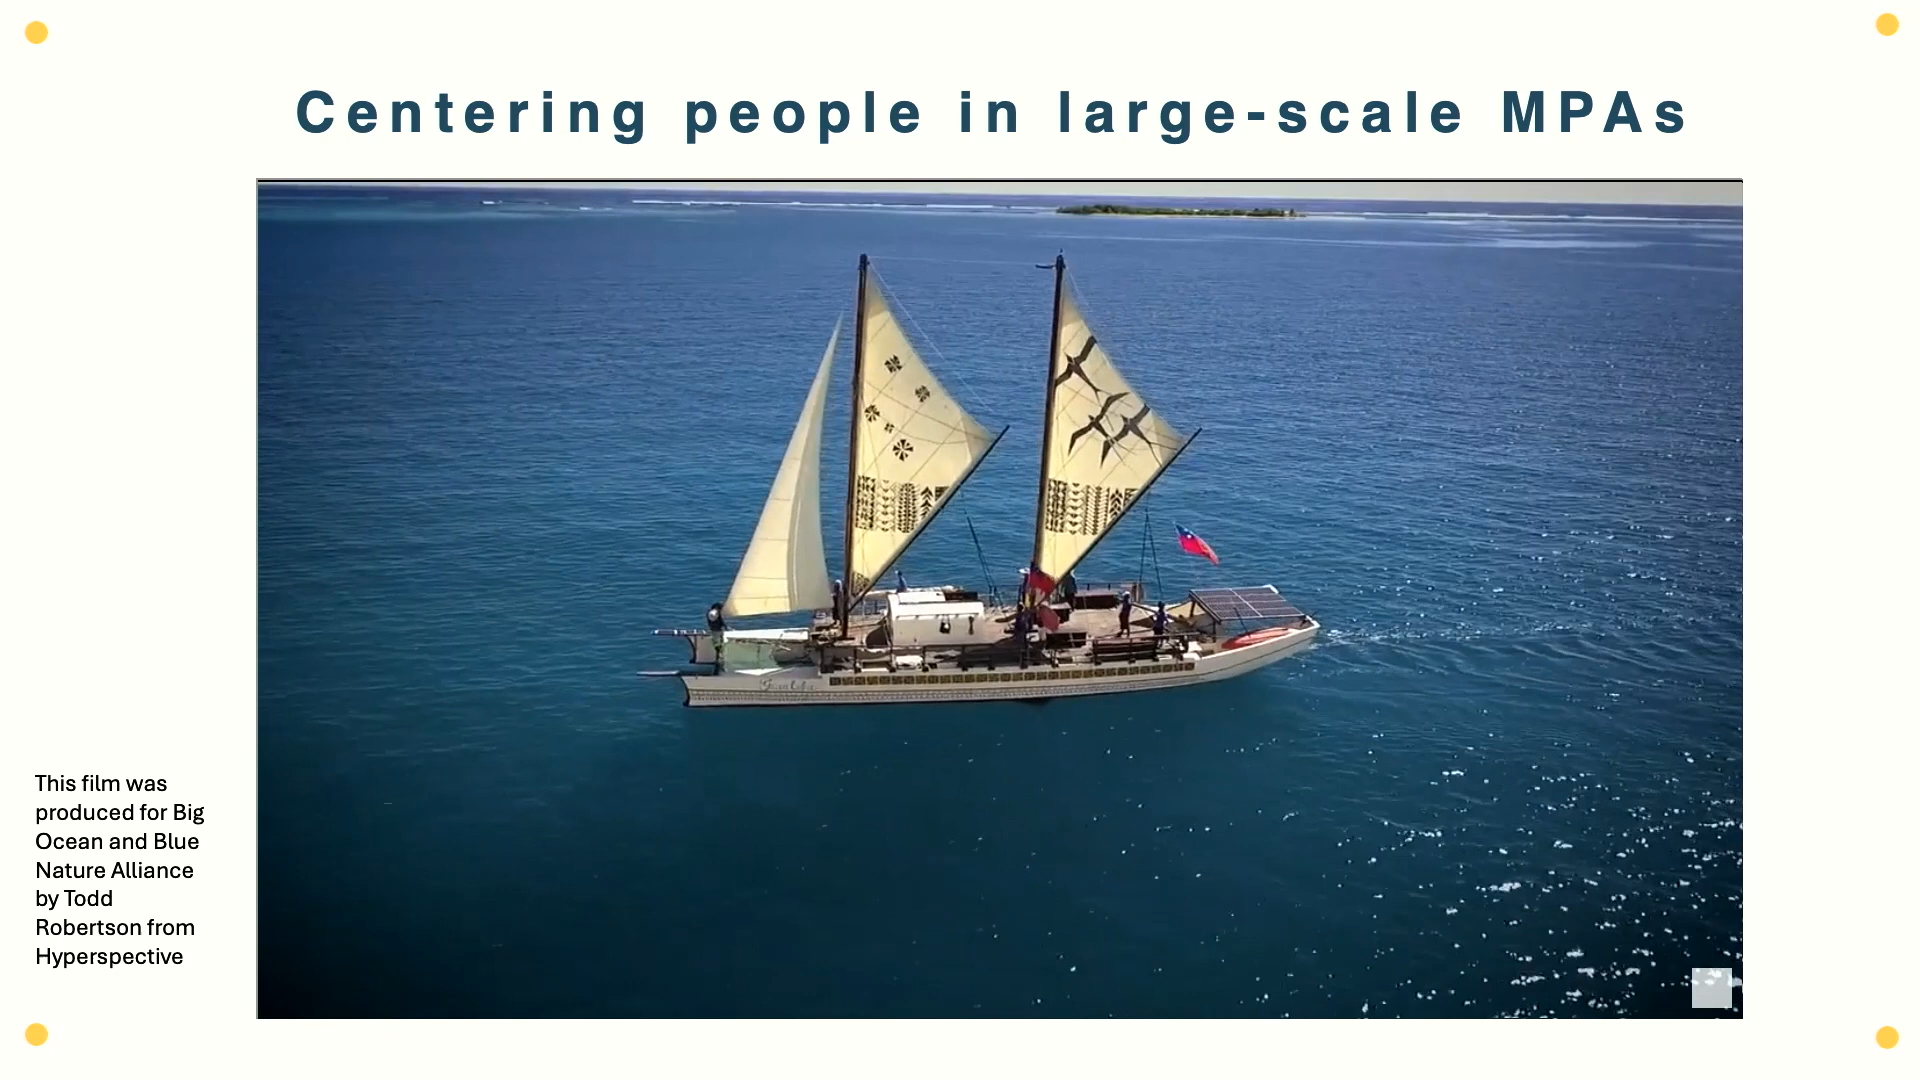 Centering people in large-scale MPAs
This film was
produced for Big
Ocean and Blue
Nature Alliance
by Todd
Robertson from
Hyperspective